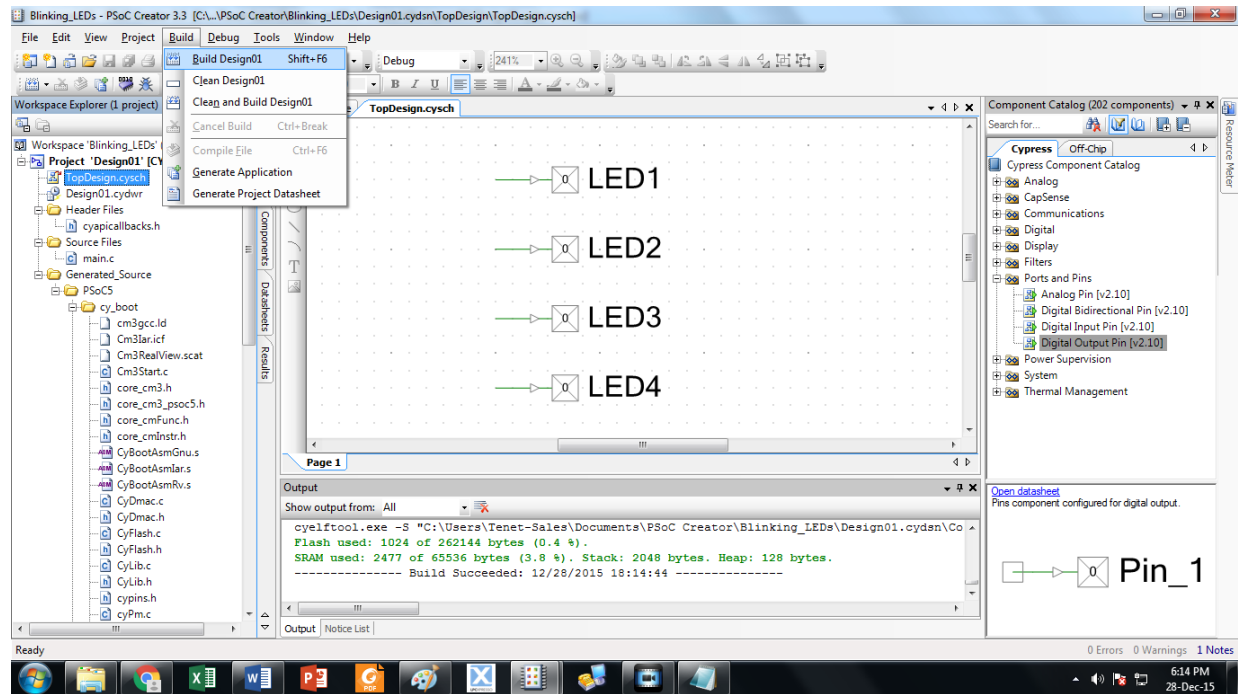 Blinking_LEDs - PSoC Creator 3.3 [C:\...\PSoC Creator\Blinking_LEDs\Design01.cydsn\TopDesign\TopDesign.cysch]
File Edit View Project Build Debug Tools Window Help
Debug 241%
B I U A
Build Design01 Shift+F6
Clean Design01
Clean and Build Design01
Cancel Build Ctrl+Break
Compile File Ctrl+F6
Generate Application
Generate Project Datasheet
Workspace Explorer (1 project)
Workspace 'Blinking_LEDs'
Project 'Design01' [CY
TopDesign.cysch
Design01.cydwr
Header Files
cyapicallbacks.h
Source Files
main.c
Generated_Source
PSoC5
cy_boot
cm3gcc.ld
Cm3Iar.icf
Cm3RealView.scat
Cm3Start.c
core_cm3.h
core_cm3_psoc5.h
core_cmFunc.h
core_cmInstr.h
CyBootAsmGnu.s
CyBootAsmIar.s
CyBootAsmRv.s
CyDmac.c
CyDmac.h
CyFlash.c
CyFlash.h
CyLib.c
CyLib.h
cypins.h
cyPm.c
Components
Datasheets
Results
TopDesign.cysch
LED1
LED2
LED3
LED4
Page 1
Output
Show output from: All
cyelftool.exe -S "C:\Users\Tenet-Sales\Documents\PSoC Creator\Blinking_LEDs\Design01.cydsn\Co
Flash used: 1024 of 262144 bytes (0.4 %).
SRAM used: 2477 of 65536 bytes (3.8 %). Stack: 2048 bytes. Heap: 128 bytes.
--------------- Build Succeeded: 12/28/2015 18:14:44 ---------------
Output Notice List
Component Catalog (202 components)
Search for...
Cypress Off-Chip
Cypress Component Catalog
Analog
CapSense
Communications
Digital
Display
Filters
Ports and Pins
Analog Pin [v2.10]
Digital Bidirectional Pin [v2.10]
Digital Input Pin [v2.10]
Digital Output Pin [v2.10]
Power Supervision
System
Thermal Management
Resource Meter
Open datasheet
Pins component configured for digital output.
Pin_1
Ready
0 Errors 0 Warnings 1 Notes
6:14 PM
28-Dec-15